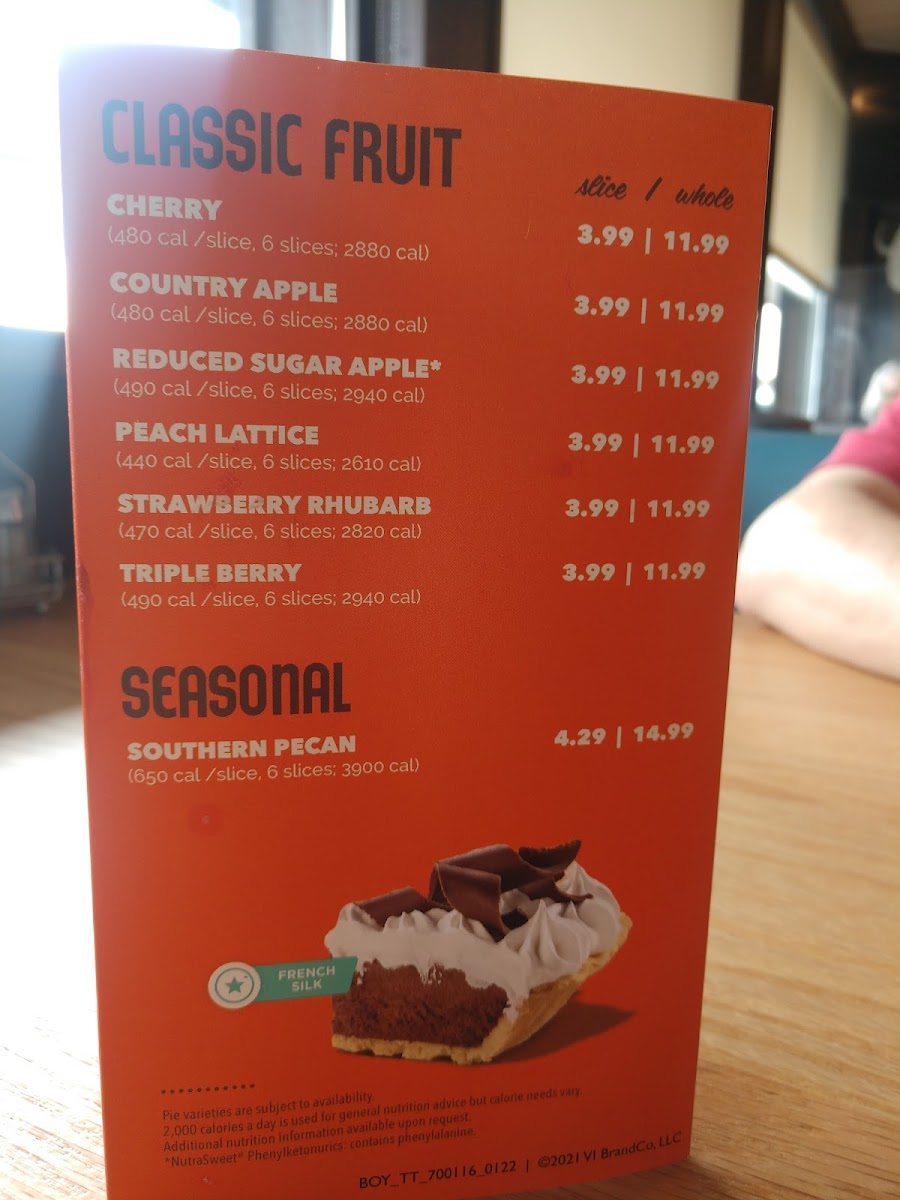 CLASSIC FRUIT
slice / whole
CHERRY
(480 cal /slice, 6 slices; 2880 cal)
3.99 | 11.99
COUNTRY APPLE
(480 cal /slice, 6 slices; 2880 cal)
3.99 | 11.99
REDUCED SUGAR APPLE*
(490 cal /slice, 6 slices; 2940 cal)
3.99 | 11.99
PEACH LATTICE
(440 cal /slice, 6 slices; 2610 cal)
3.99 | 11.99
STRAWBERRY RHUBARB
(470 cal /slice, 6 slices; 2820 cal)
3.99 | 11.99
TRIPLE BERRY
(490 cal /slice, 6 slices; 2940 cal)
3.99 | 11.99
SEASONAL
SOUTHERN PECAN
(650 cal /slice, 6 slices; 3900 cal)
4.29 | 14.99
FRENCH
SILK
Pie varieties are subject to availability.
2,000 calories a day is used for general nutrition advice but calorie needs vary.
Additional nutrition information available upon request.
*NutraSweet® Phenylketonurics: contains phenylalanine.
BOY_TT_700116_0122 | ©2021 VI BrandCo, LLC